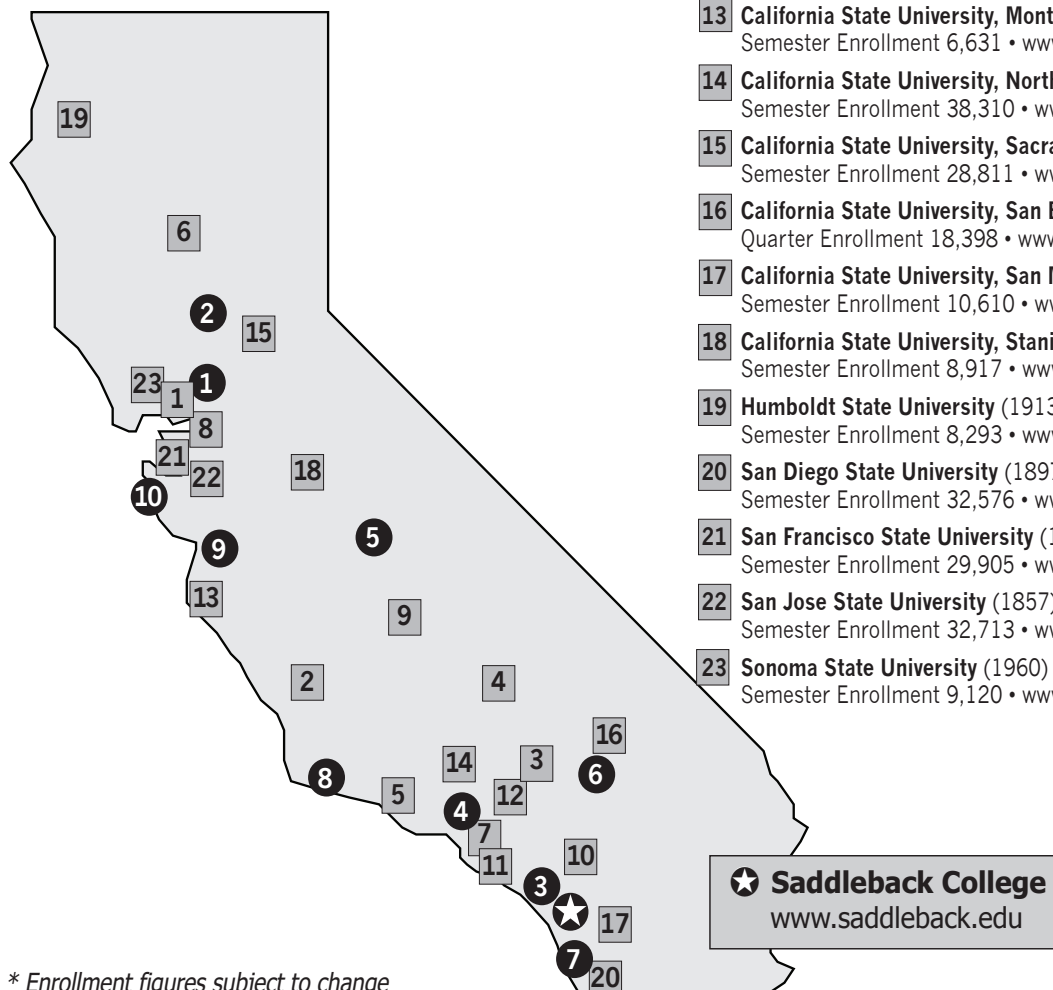 13 California State University, Mont
Semester Enrollment 6,631 • www
14 California State University, North
Semester Enrollment 38,310 • ww
15 California State University, Sacra
Semester Enrollment 28,811 • ww
16 California State University, San B
Quarter Enrollment 18,398 • www
17 California State University, San M
Semester Enrollment 10,610 • ww
18 California State University, Stani
Semester Enrollment 8,917 • www
19 Humboldt State University (1913
Semester Enrollment 8,293 • www
20 San Diego State University (1897
Semester Enrollment 32,576 • ww
21 San Francisco State University (1
Semester Enrollment 29,905 • ww
22 San Jose State University (1857)
Semester Enrollment 32,713 • ww
23 Sonoma State University (1960)
Semester Enrollment 9,120 • www
19
6
2
15
23
1
1
8
21
22
18
10
9
5
13
9
2
4
16
14
3
6
8
5
12
4
7
11
10
3
17
7
20
Saddleback College
www.saddleback.edu
* Enrollment figures subject to change